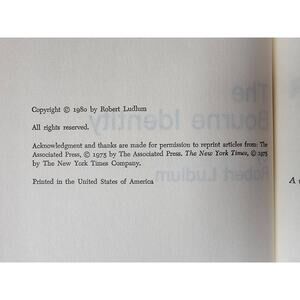 Copyright © 1980 by Robert Ludlum
All rights reserved.
Acknowledgment and thanks are made for permission to reprint articles from: The
Associated Press, © 1975 by The Associated Press. The New York Times, © 1975
by The New York Times Company.
Printed in the United States of America
The
Bourne Identity
Robert Ludlum
A